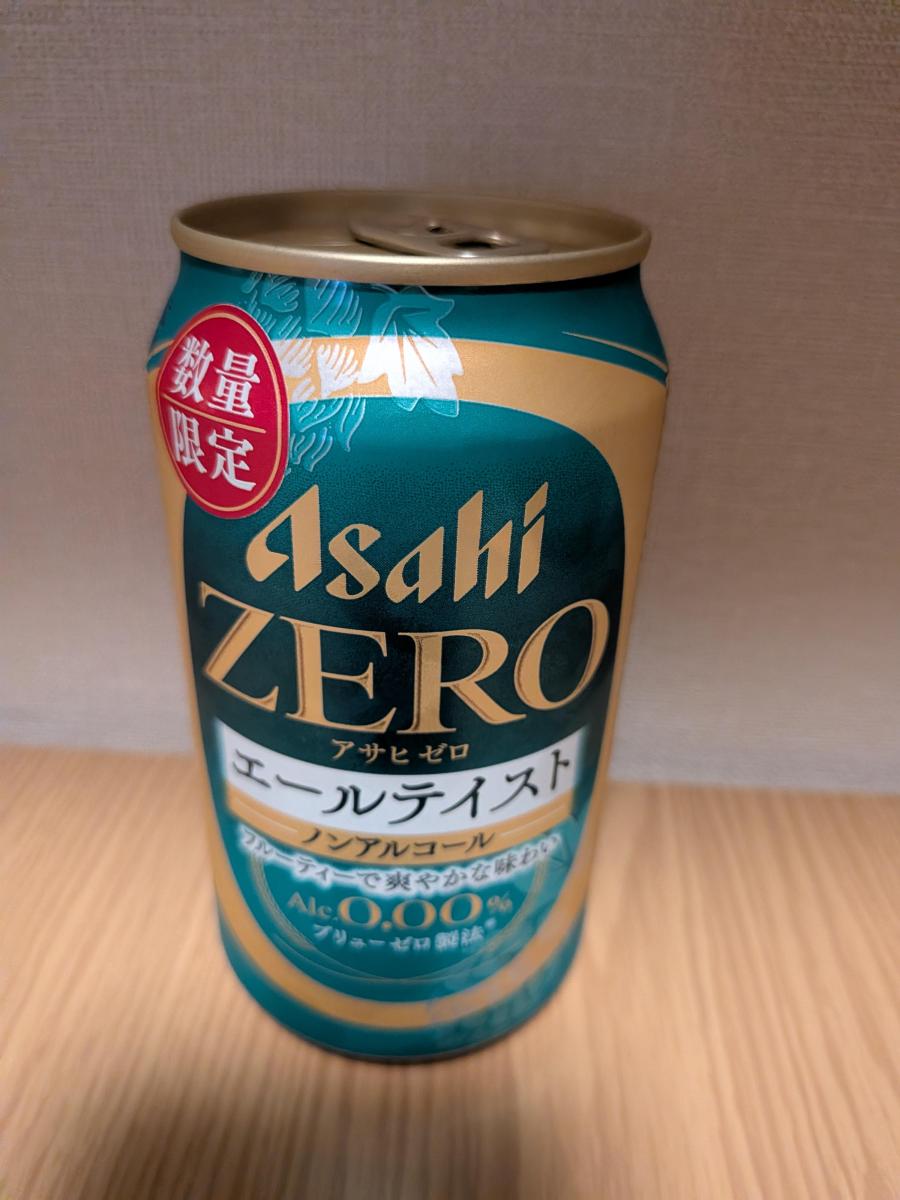 数量
限定
Asahi
ZERO
アサヒ ゼロ
エールテイスト
ノンアルコール
フルーティーで爽やかな味わい
Alc.0.00%
ブリューゼロ製法*